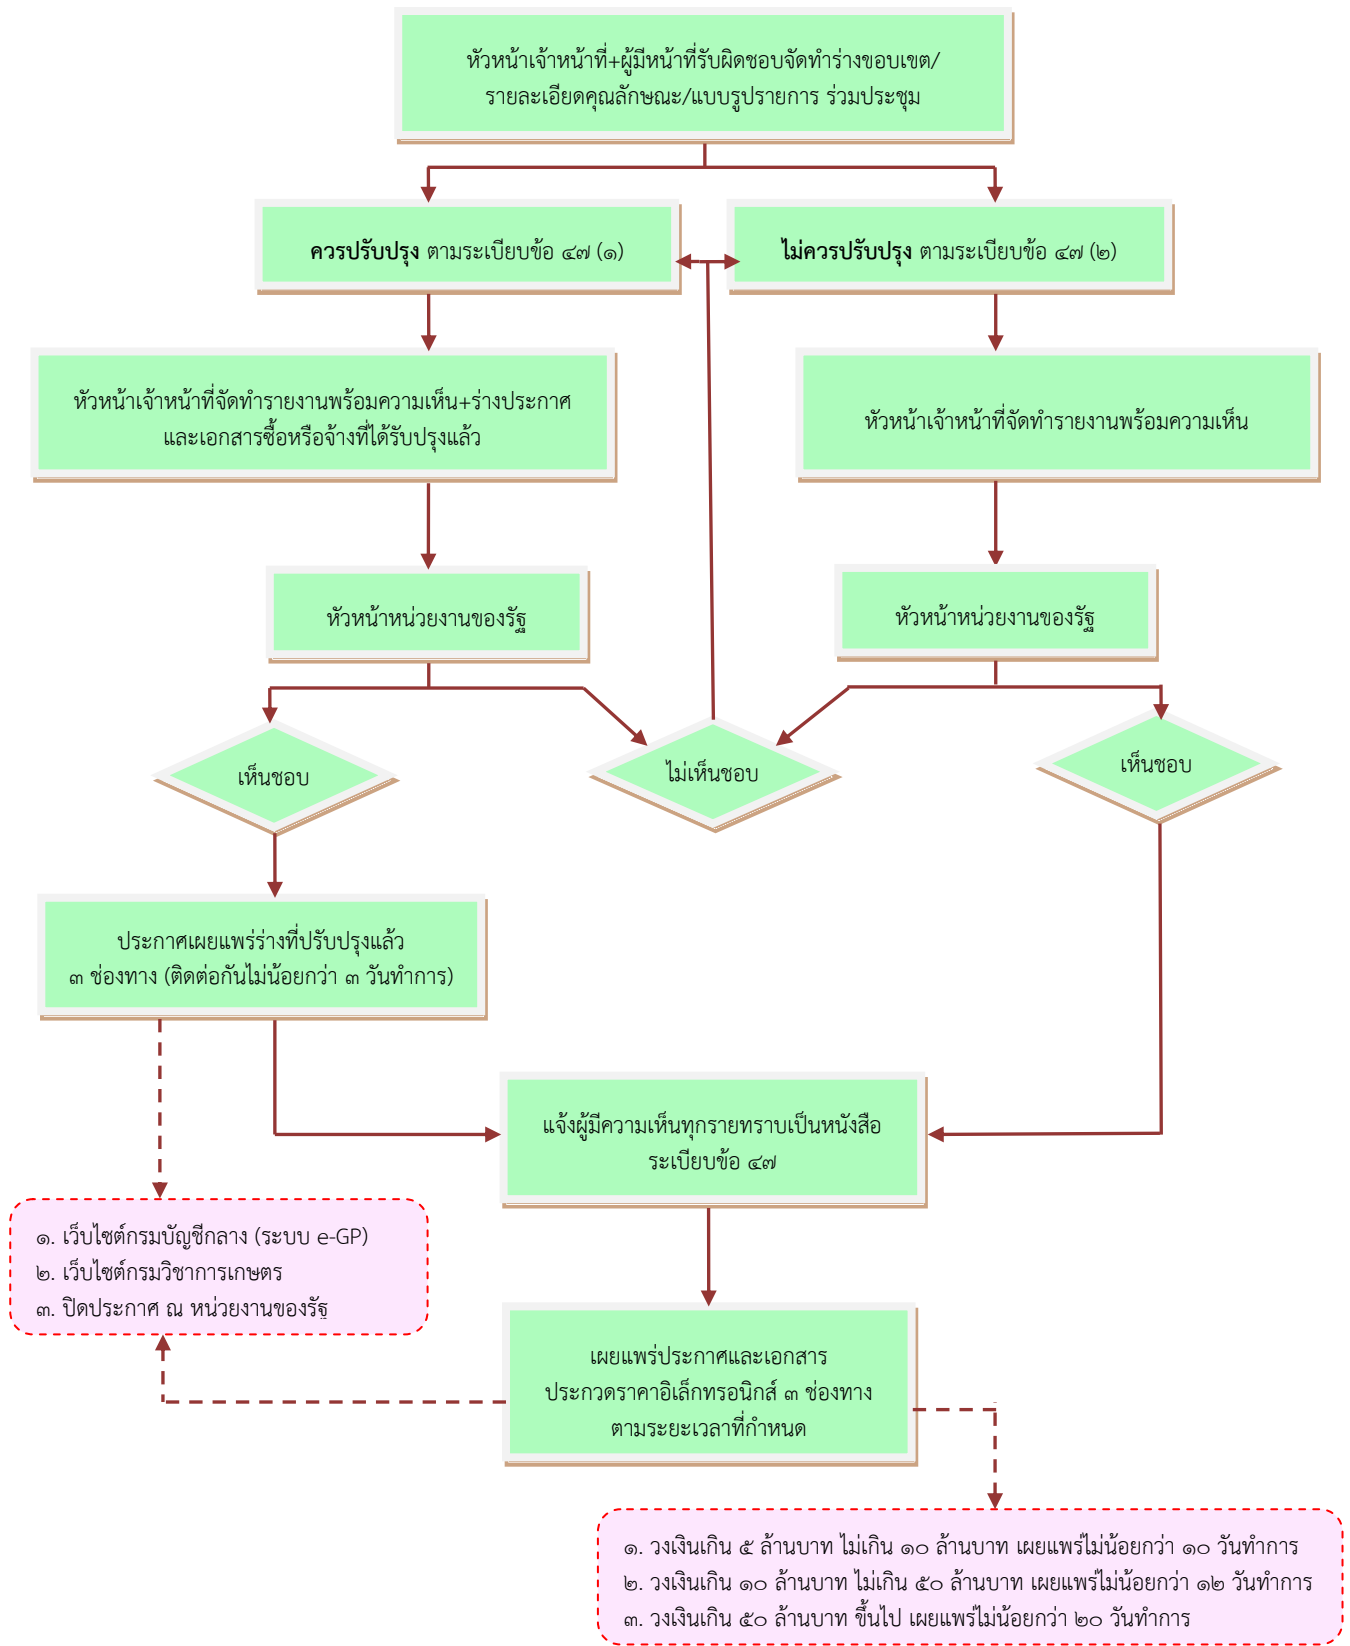 หัวหน้าเจ้าหน้าที่+ผู้มีหน้าที่รับผิดชอบจัดทำร่างขอบเขต/
รายละเอียดคุณลักษณะ/แบบรูปรายการ ร่วมประชุม
ควรปรับปรุง ตามระเบียบข้อ ๔๗ (๑)
ไม่ควรปรับปรุง ตามระเบียบข้อ ๔๗ (๒)
หัวหน้าเจ้าหน้าที่จัดทำรายงานพร้อมความเห็น+ร่างประกาศ
และเอกสารซื้อหรือจ้างที่ได้รับปรุงแล้ว
หัวหน้าเจ้าหน้าที่จัดทำรายงานพร้อมความเห็น
หัวหน้าหน่วยงานของรัฐ
หัวหน้าหน่วยงานของรัฐ
เห็นชอบ
ไม่เห็นชอบ
เห็นชอบ
ประกาศเผยแพร่ร่างที่ปรับปรุงแล้ว
๓ ช่องทาง (ติดต่อกันไม่น้อยกว่า ๓ วันทำการ)
แจ้งผู้มีความเห็นทุกรายทราบเป็นหนังสือ
ระเบียบข้อ ๔๗
๑. เว็บไซต์กรมบัญชีกลาง (ระบบ e-GP)
๒. เว็บไซต์กรมวิชาการเกษตร
๓. ปิดประกาศ ณ หน่วยงานของรัฐ
เผยแพร่ประกาศและเอกสาร
ประกวดราคาอิเล็กทรอนิกส์ ๓ ช่องทาง
ตามระยะเวลาที่กำหนด
๑. วงเงินเกิน ๕ ล้านบาท ไม่เกิน ๑๐ ล้านบาท เผยแพร่ไม่น้อยกว่า ๑๐ วันทำการ
๒. วงเงินเกิน ๑๐ ล้านบาท ไม่เกิน ๕๐ ล้านบาท เผยแพร่ไม่น้อยกว่า ๑๒ วันทำการ
๓. วงเงินเกิน ๕๐ ล้านบาท ขึ้นไป เผยแพร่ไม่น้อยกว่า ๒๐ วันทำการ